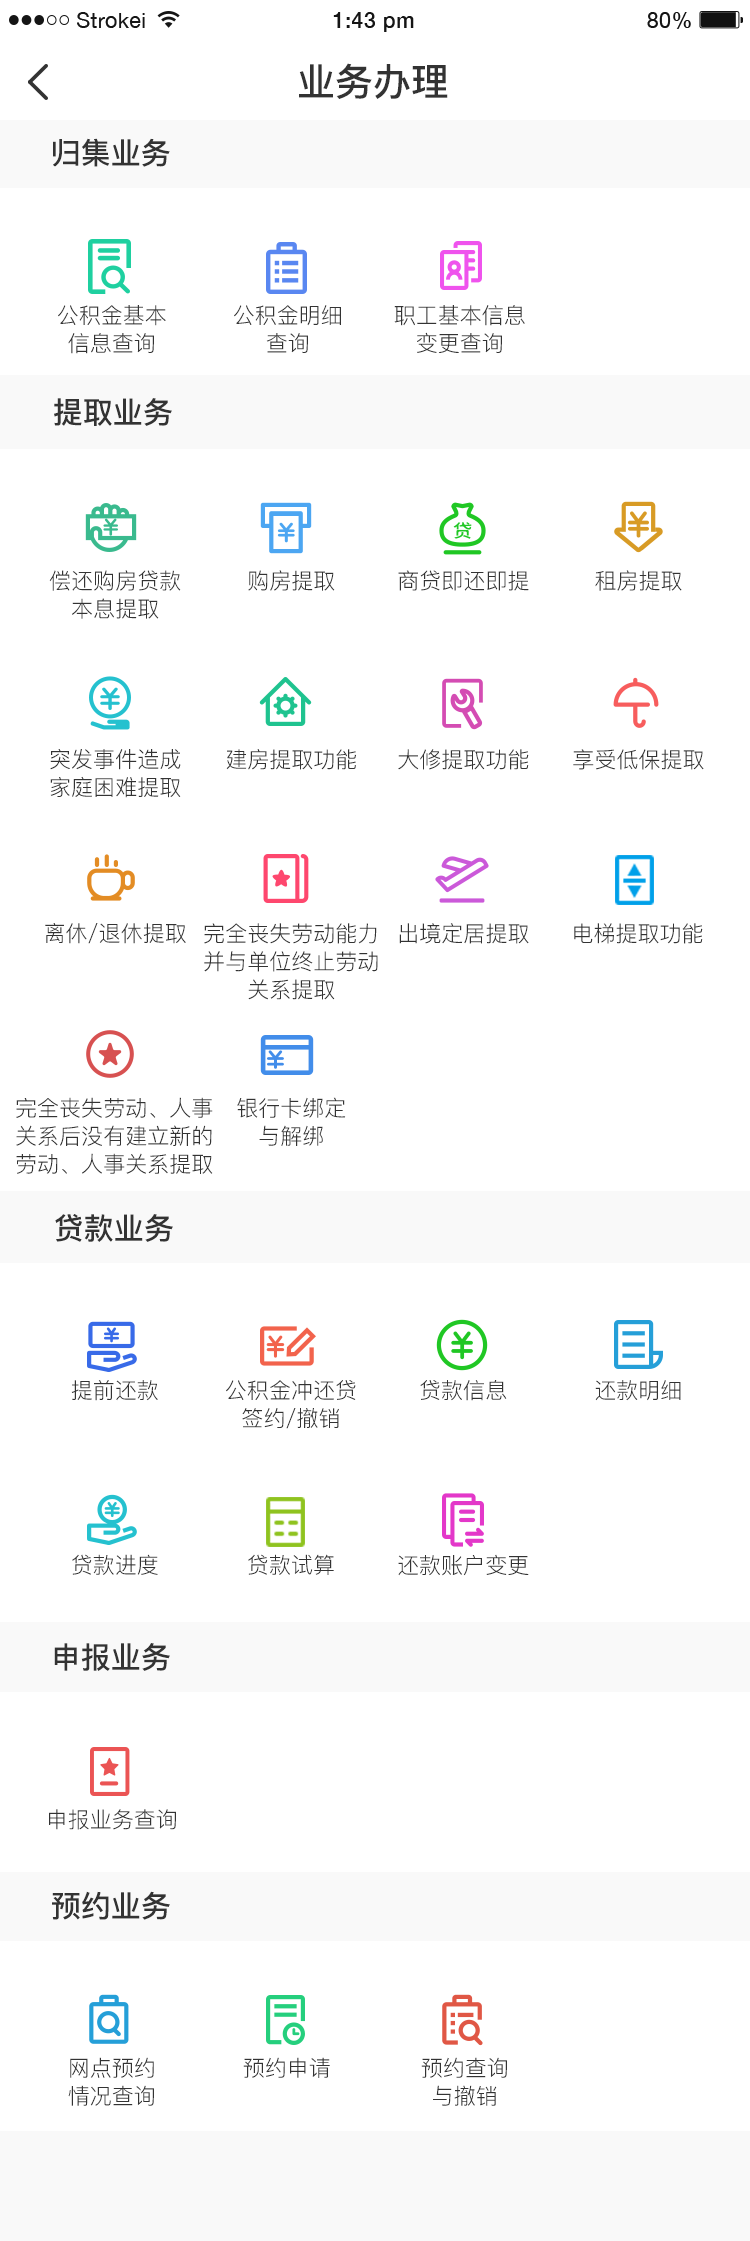 Strokei 1:43 pm 80%
业务办理
归集业务
公积金基本 公积金明细 职工基本信息
信息查询 查询 变更查询
提取业务
¥ ¥ 贷 ¥
偿还购房贷款 购房提取 商贷即还即提 租房提取
本息提取
¥
突发事件造成 建房提取功能 大修提取功能 享受低保提取
家庭困难提取
离休/退休提取 完全丧失劳动能力 出境定居提取 电梯提取功能
并与单位终止劳动
关系提取
¥
完全丧失劳动、人事 银行卡绑定
关系后没有建立新的 与解绑
劳动、人事关系提取
贷款业务
¥ ¥ ¥
提前还款 公积金冲还贷 贷款信息 还款明细
签约/撤销
¥
贷款进度 贷款试算 还款账户变更
申报业务
申报业务查询
预约业务
网点预约 预约申请 预约查询
情况查询 与撤销